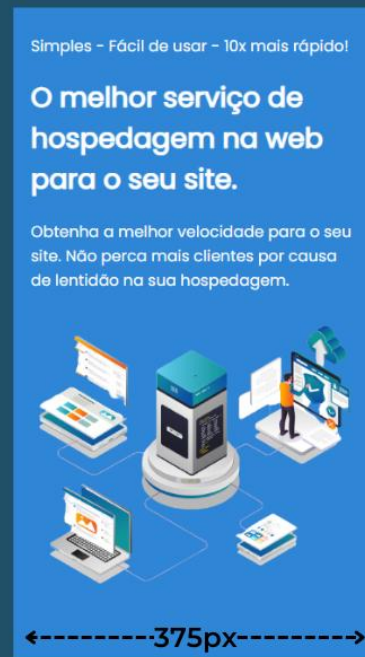 Simples - Fácil de usar - 10x mais rápido!
O melhor serviço de
hospedagem na web
para o seu site.
Obtenha a melhor velocidade para o seu
site. Não perca mais clientes por causa
de lentidão na sua hospedagem.
375px